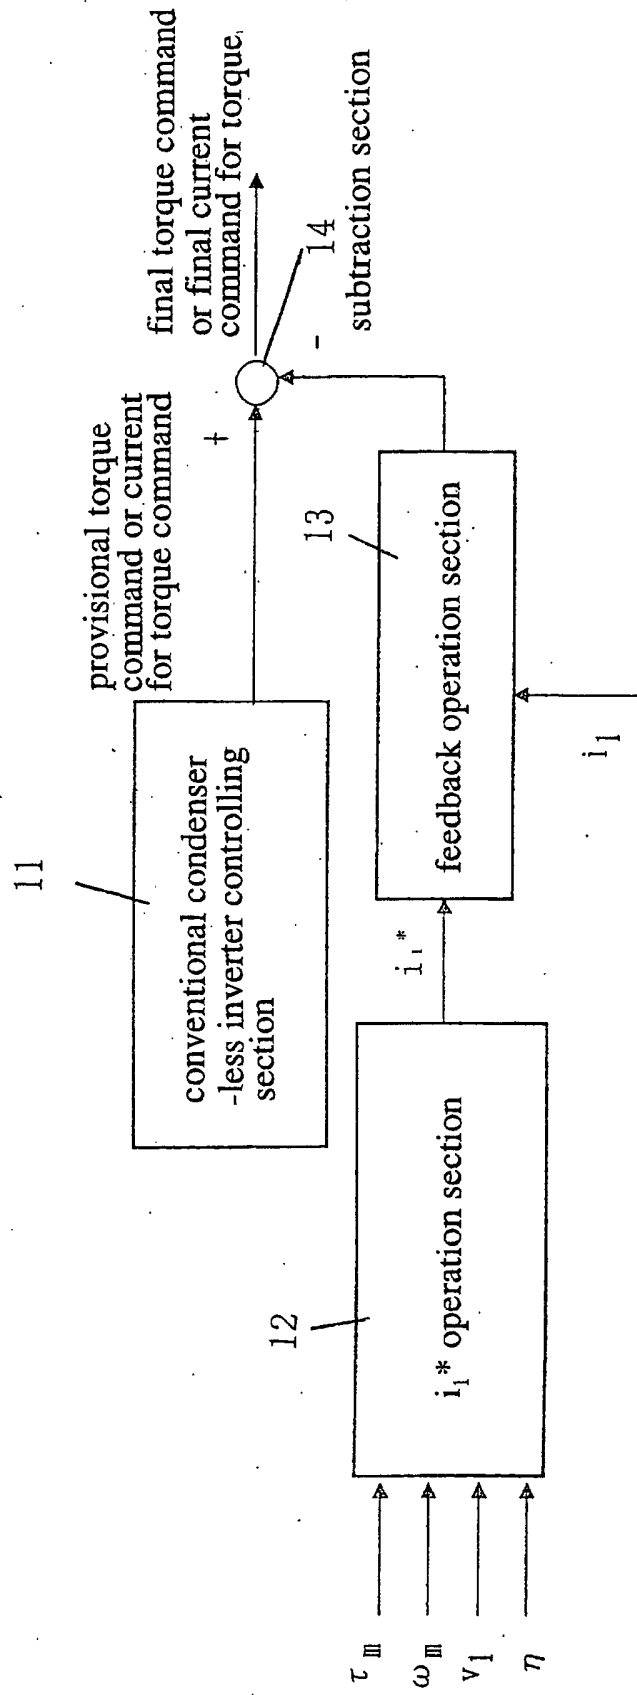 11
conventional condenser
-less inverter controlling
section
provisional torque
command or current
for torque command
+
final torque command
or final current
command for torque
14
subtraction section
-
τm
ωm
v1
η
12
i1* operation section
i1*
13
feedback operation section
i1